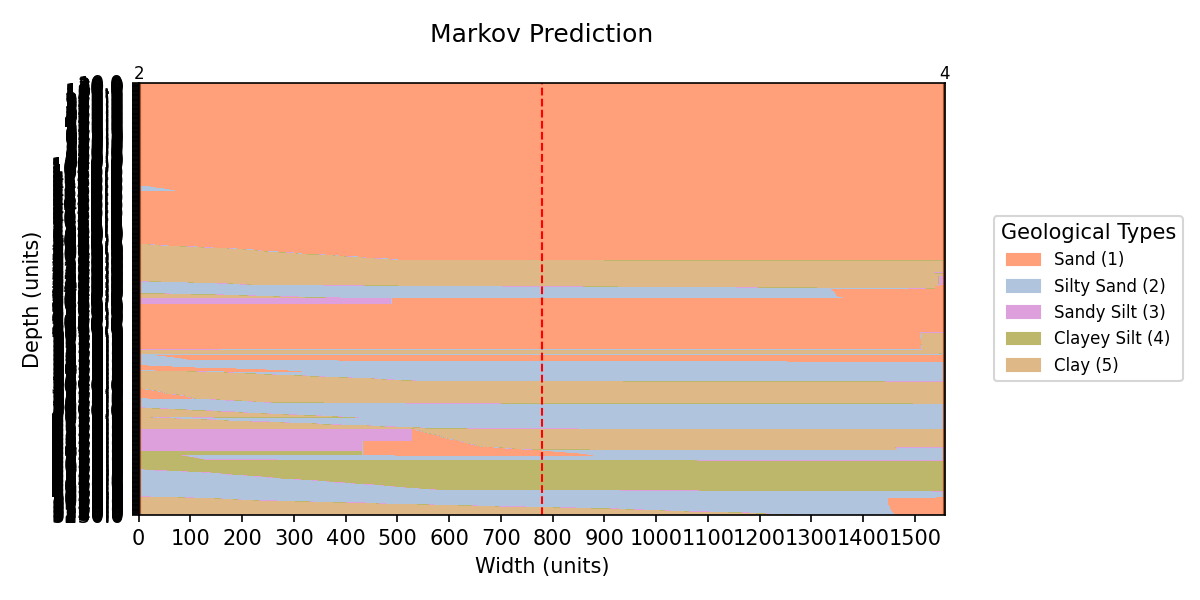 Markov Prediction
2 4
Depth (units)
Geological Types
Sand (1)
Silty Sand (2)
Sandy Silt (3)
Clayey Silt (4)
Clay (5)
0 100 200 300 400 500 600 700 800 900 1000 1100 1200 1300 1400 1500
Width (units)